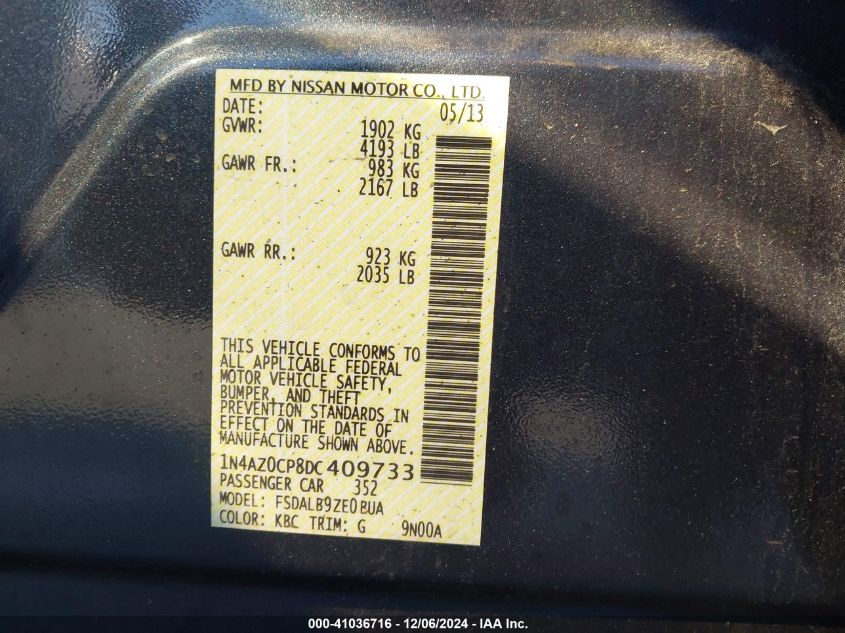 MFD BY NISSAN MOTOR CO., LTD.
DATE: 05/13
GVWR: 1902 KG
4193 LB
GAWR FR.: 983 KG
2167 LB
GAWR RR.: 923 KG
2035 LB
THIS VEHICLE CONFORMS TO
ALL APPLICABLE FEDERAL
MOTOR VEHICLE SAFETY,
BUMPER, AND THEFT
PREVENTION STANDARDS IN
EFFECT ON THE DATE OF
MANUFACTURE SHOWN ABOVE.
1N4AZ0CP8DC409733
PASSENGER CAR 352
MODEL: FSDALB9ZE0BUA
COLOR: KBC TRIM: G 9N00A
000-41036716 - 12/06/2024 - IAA Inc.